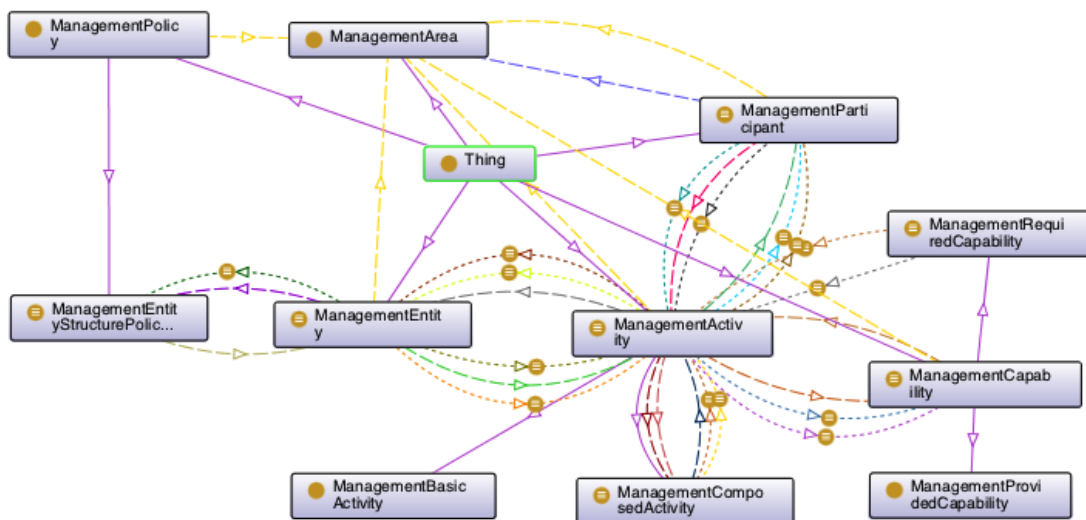 ManagementPolic
y
ManagementArea
ManagementParti
cipant
Thing
ManagementRequi
redCapability
ManagementEntit
yStructurePolic...
ManagementEntit
y
ManagementActiv
ity
ManagementCapab
ility
ManagementBasic
Activity
ManagementCompo
sedActivity
ManagementProvi
dedCapability